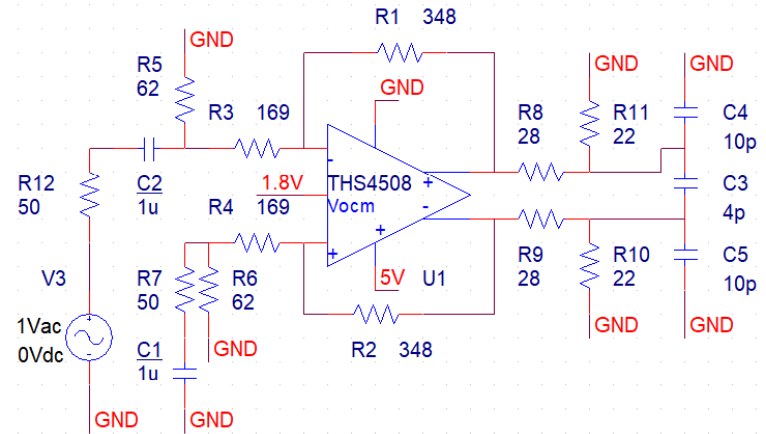 R1 348
GND
GND
GND
R5
62
GND
R3 169
R8
28
R11
22
C4
10p
R12
50
C2
1u
1.8V
THS4508
Vocm
-
+
+
-
+
C3
4p
R4 169
R7
50
R6
62
5V
U1
R9
28
R10
22
C5
10p
V3
1Vac
0Vdc
+
-
C1
1u
GND
R2 348
GND
GND
GND
GND